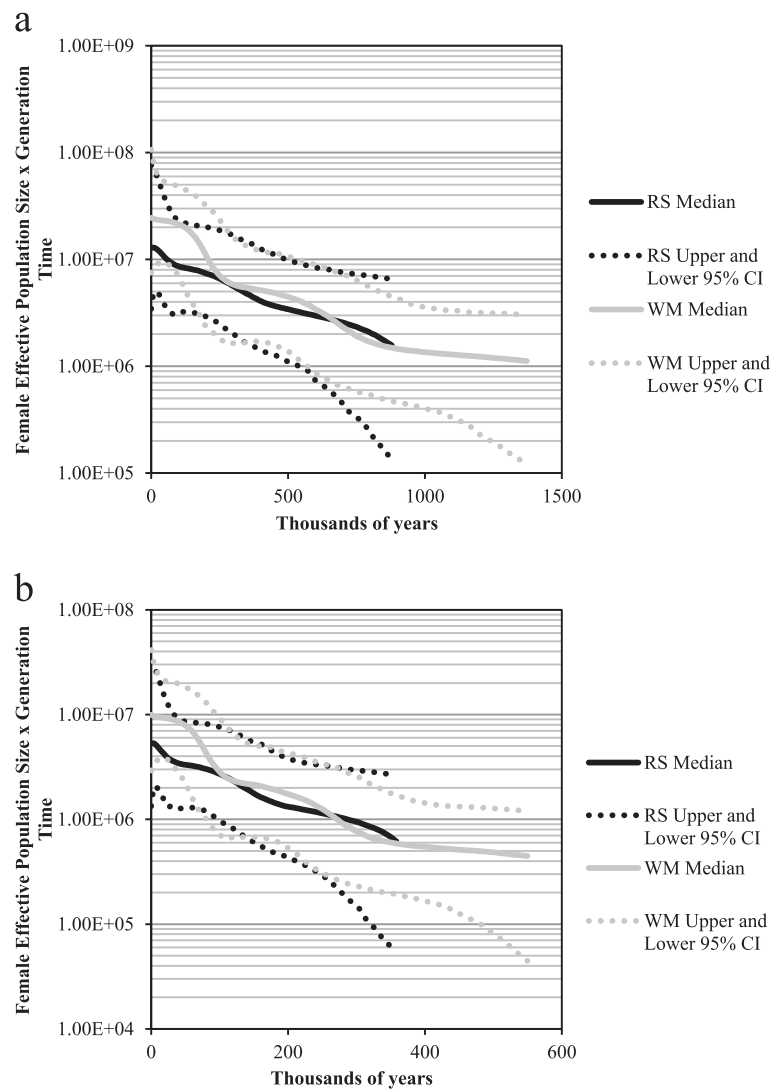 a
1.00E+09
1.00E+08
1.00E+07
1.00E+06
1.00E+05
Female Effective Population Size x Generation
Time
0
500
1000
1500
Thousands of years
RS Median
RS Upper and
Lower 95% CI
WM Median
WM Upper and
Lower 95% CI
b
1.00E+08
1.00E+07
1.00E+06
1.00E+05
1.00E+04
Female Effective Population Size x Generation
Time
0
200
400
600
Thousands of years
RS Median
RS Upper and
Lower 95% CI
WM Median
WM Upper and
Lower 95% CI